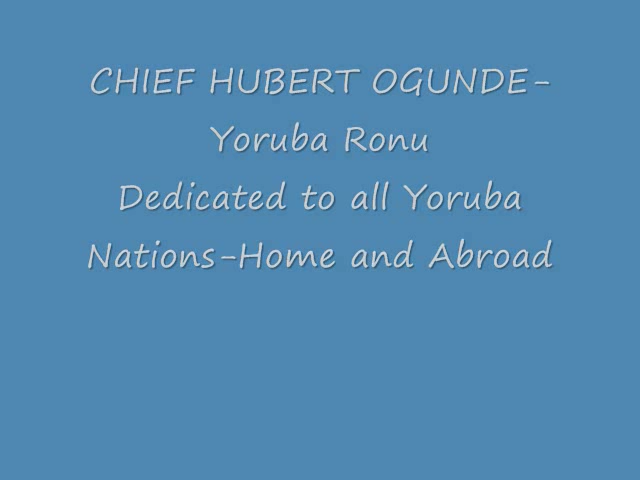 CHIEF HUBERT OGUNDE-
Yoruba Ronu
Dedicated to all Yoruba
Nations-Home and Abroad